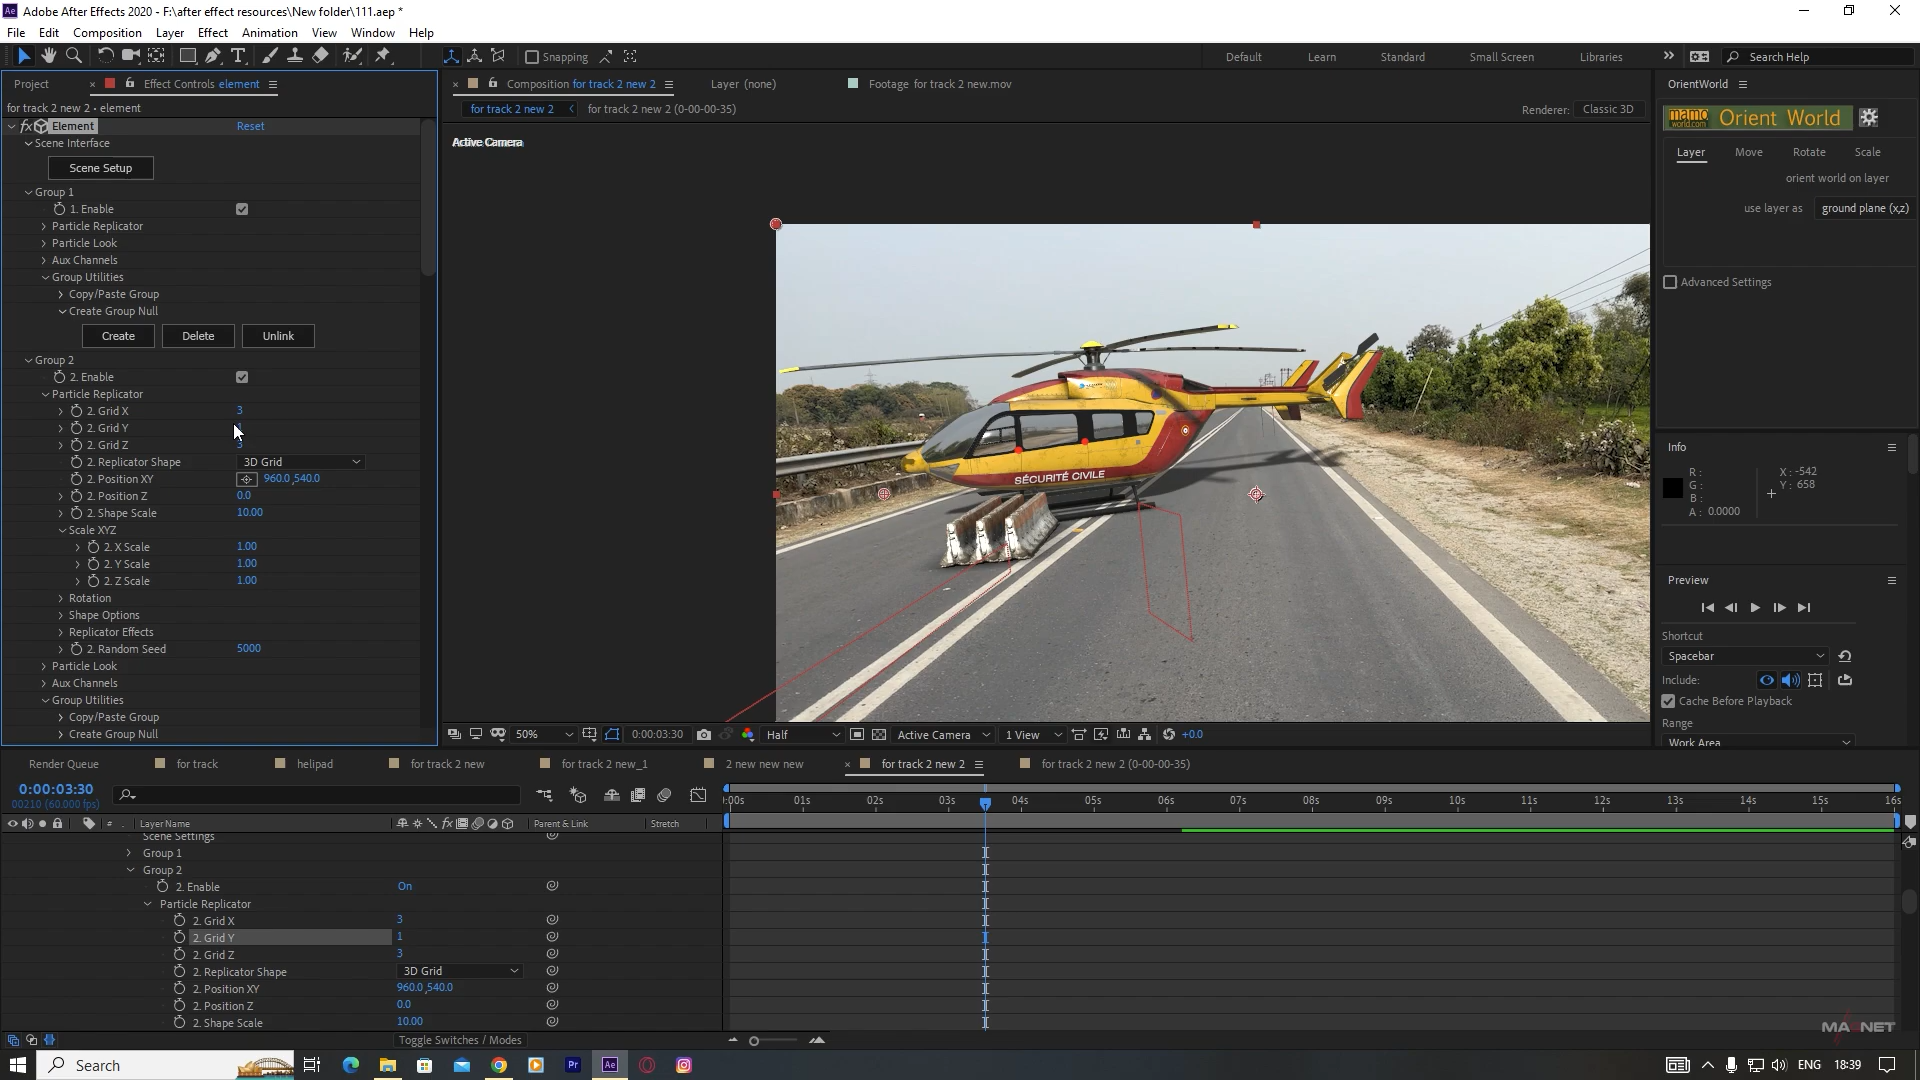 Adobe After Effects 2020 - F:\after effect resources\New folder\111.aep *
File Edit Composition Layer Effect Animation View Window Help
Snapping
Default Learn Standard Small Screen Libraries
Search Help
Project
Effect Controls element
for track 2 new 2 • element
fx Element Reset
Scene Interface
Scene Setup
Group 1
1. Enable
Particle Replicator
Particle Look
Aux Channels
Group Utilities
Copy/Paste Group
Create Group Null
Create Delete Unlink
Group 2
2. Enable
Particle Replicator
2. Grid X 3
2. Grid Y
2. Grid Z 3
2. Replicator Shape 3D Grid
2. Position XY 960.0,540.0
2. Position Z 0.0
2. Shape Scale 10.00
Scale XYZ
2. X Scale 1.00
2. Y Scale 1.00
2. Z Scale 1.00
Rotation
Shape Options
Replicator Effects
2. Random Seed 5000
Particle Look
Aux Channels
Group Utilities
Copy/Paste Group
Create Group Null
Composition for track 2 new 2 Layer (none) Footage for track 2 new.mov
for track 2 new 2 for track 2 new 2 (0-00-00-35)
Renderer: Classic 3D
Active Camera
SÉCURITÉ CIVILE
50% 0:00:03:30 Half Active Camera 1 View +0.0
OrientWorld
mamoworld.com Orient World
Layer Move Rotate Scale
orient world on layer
use layer as ground plane (x,z)
Advanced Settings
Info
R: X: -542
G: Y: 658
B:
A: 0.0000
Preview
Shortcut
Spacebar
Include:
Cache Before Playback
Range
Work Area
Render Queue for track helipad for track 2 new for track 2 new_1 2 new new new for track 2 new 2 for track 2 new 2 (0-00-00-35)
0:00:03:30
00210 (60.000 fps)
:00s 01s 02s 03s 04s 05s 06s 07s 08s 09s 10s 11s 12s 13s 14s 15s 16s
# Layer Name fx Parent & Link Stretch
Scene Settings
Group 1
Group 2
2. Enable On
Particle Replicator
2. Grid X 3
2. Grid Y 1
2. Grid Z 3
2. Replicator Shape 3D Grid
2. Position XY 960.0,540.0
2. Position Z 0.0
2. Shape Scale 10.00
Toggle Switches / Modes
Search
Pr Ae
ENG 18:39